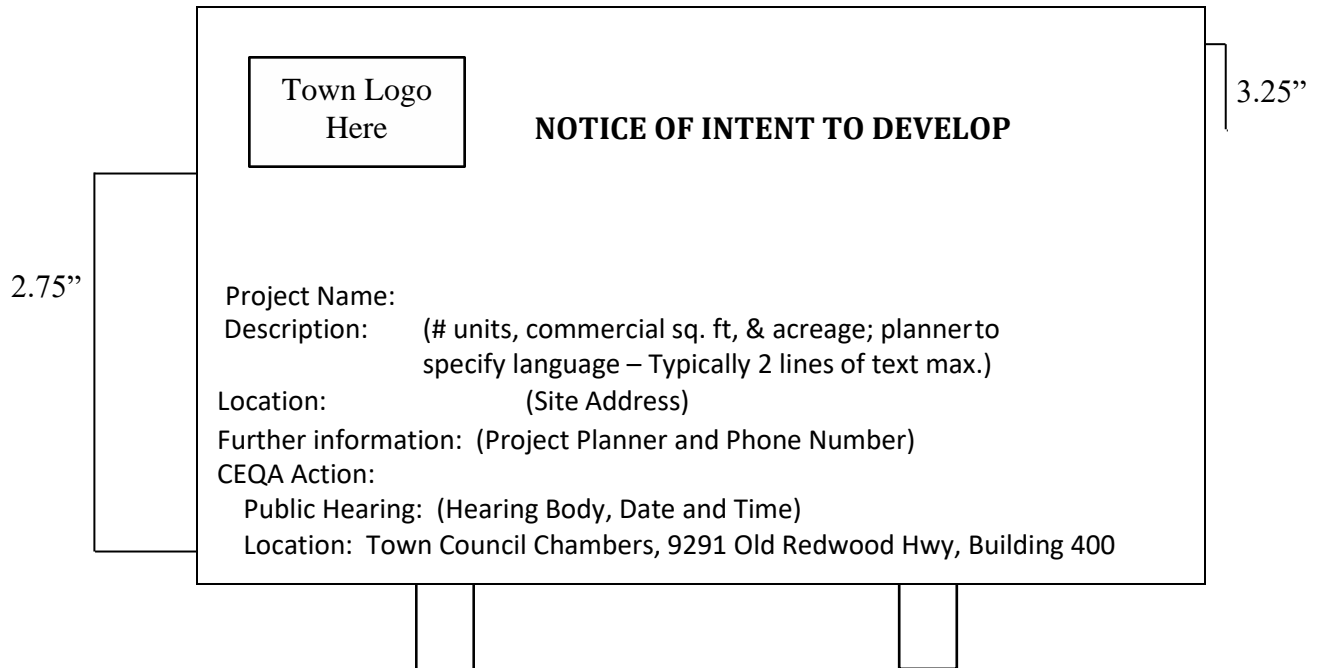 Town Logo
Here
NOTICE OF INTENT TO DEVELOP
3.25”
2.75”
Project Name:
Description: (# units, commercial sq. ft, & acreage; plannerto
specify language – Typically 2 lines of text max.)
Location: (Site Address)
Further information: (Project Planner and Phone Number)
CEQA Action:
Public Hearing: (Hearing Body, Date and Time)
Location: Town Council Chambers, 9291 Old Redwood Hwy, Building 400